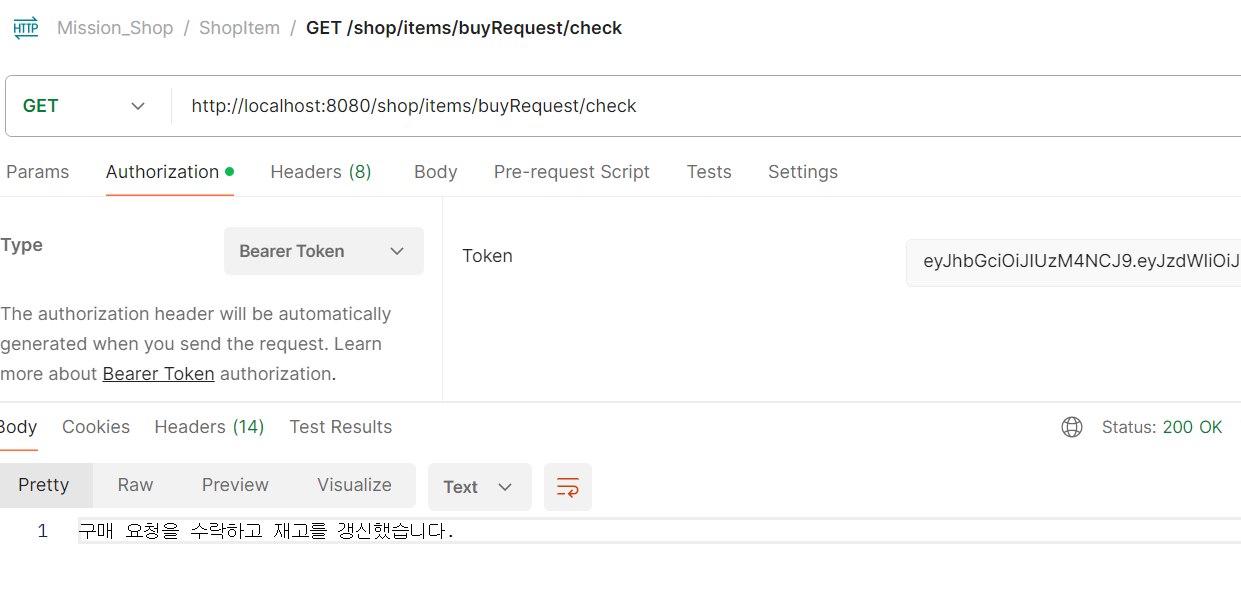 HTTP Mission_Shop / ShopItem / GET /shop/items/buyRequest/check
GET http://localhost:8080/shop/items/buyRequest/check
Params Authorization Headers (8) Body Pre-request Script Tests Settings
Type Bearer Token Token eyJhbGciOiJIUzM4NCJ9.eyJzdWIiOiJ
The authorization header will be automatically
generated when you send the request. Learn
more about Bearer Token authorization.
Body Cookies Headers (14) Test Results Status: 200 OK
Pretty Raw Preview Visualize Text
1 구매 요청을 수락하고 재고를 갱신했습니다.